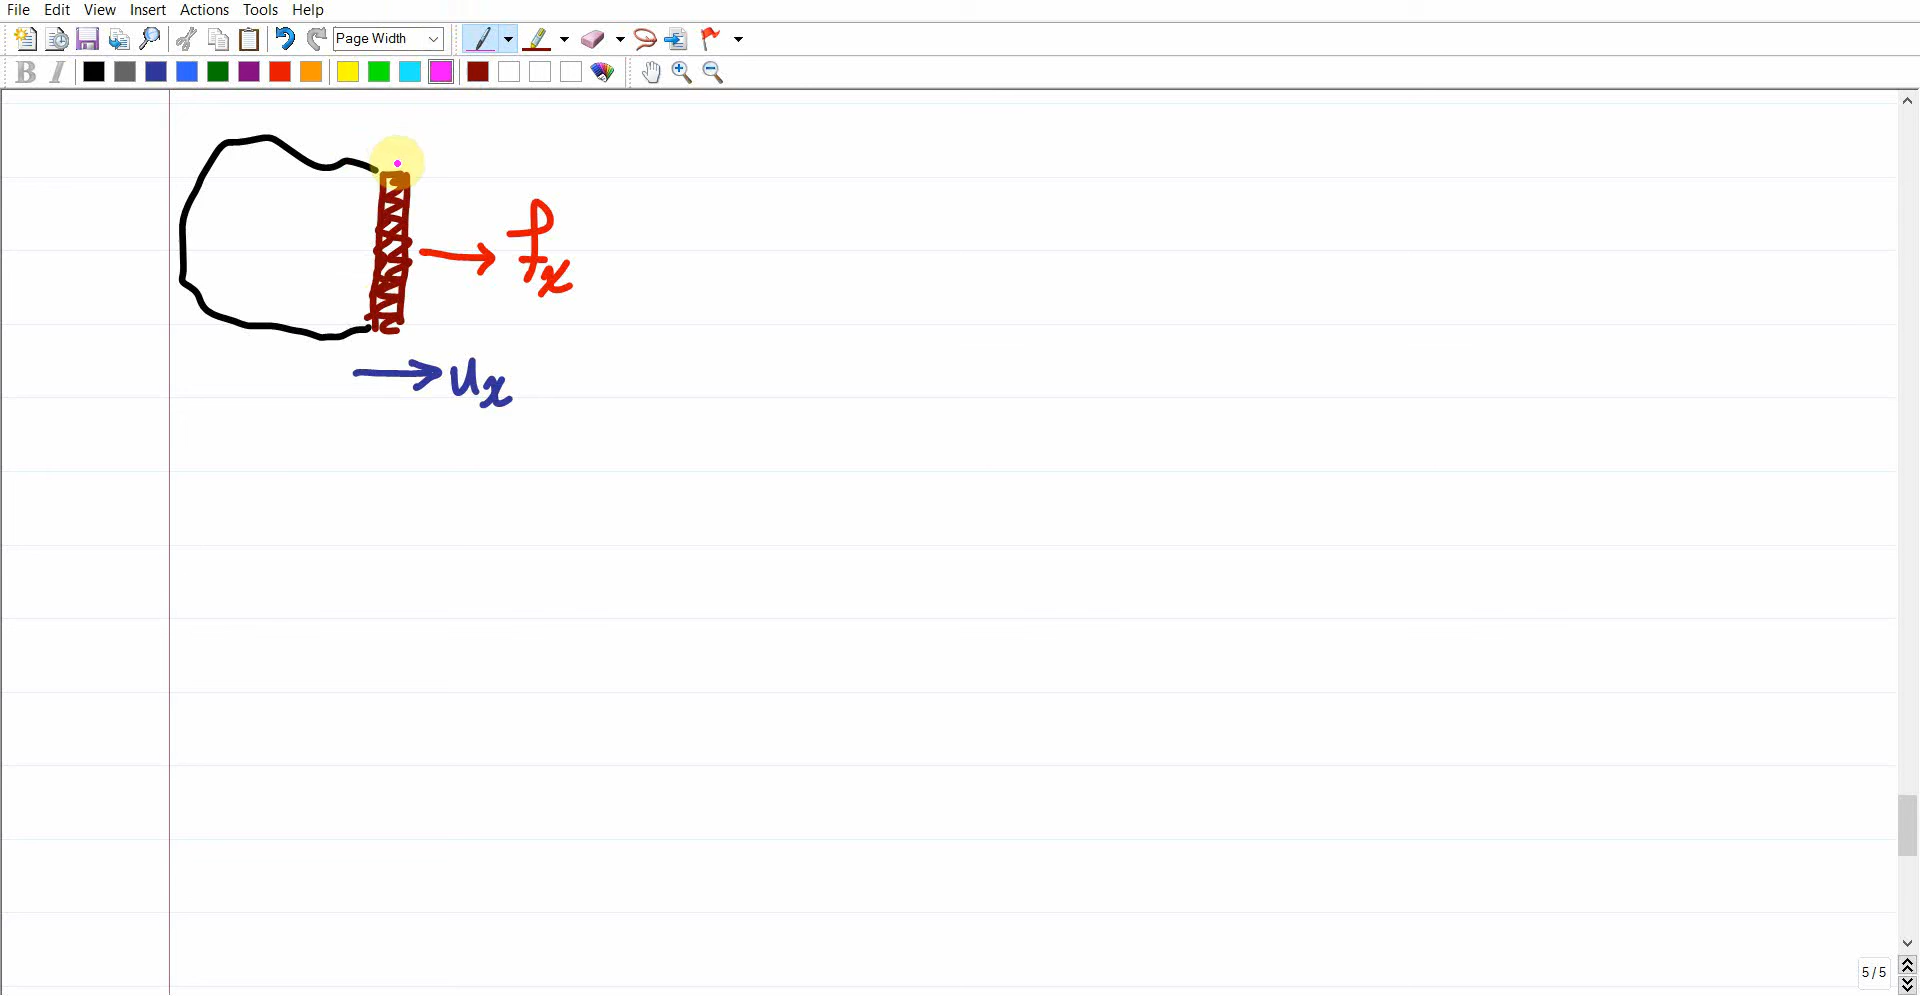 File Edit View Insert Actions Tools Help
Page Width
B I
fx
ux
5/5